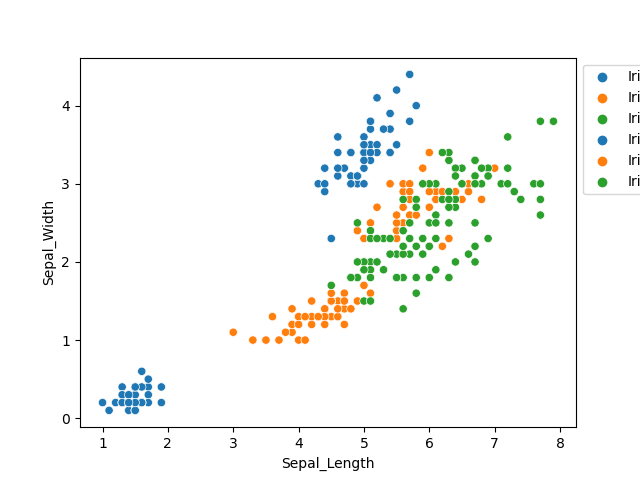 Iri
Iri
Iri
Iri
Iri
Iri
4
3
2
1
0
Sepal_Width
1 2 3 4 5 6 7 8
Sepal_Length